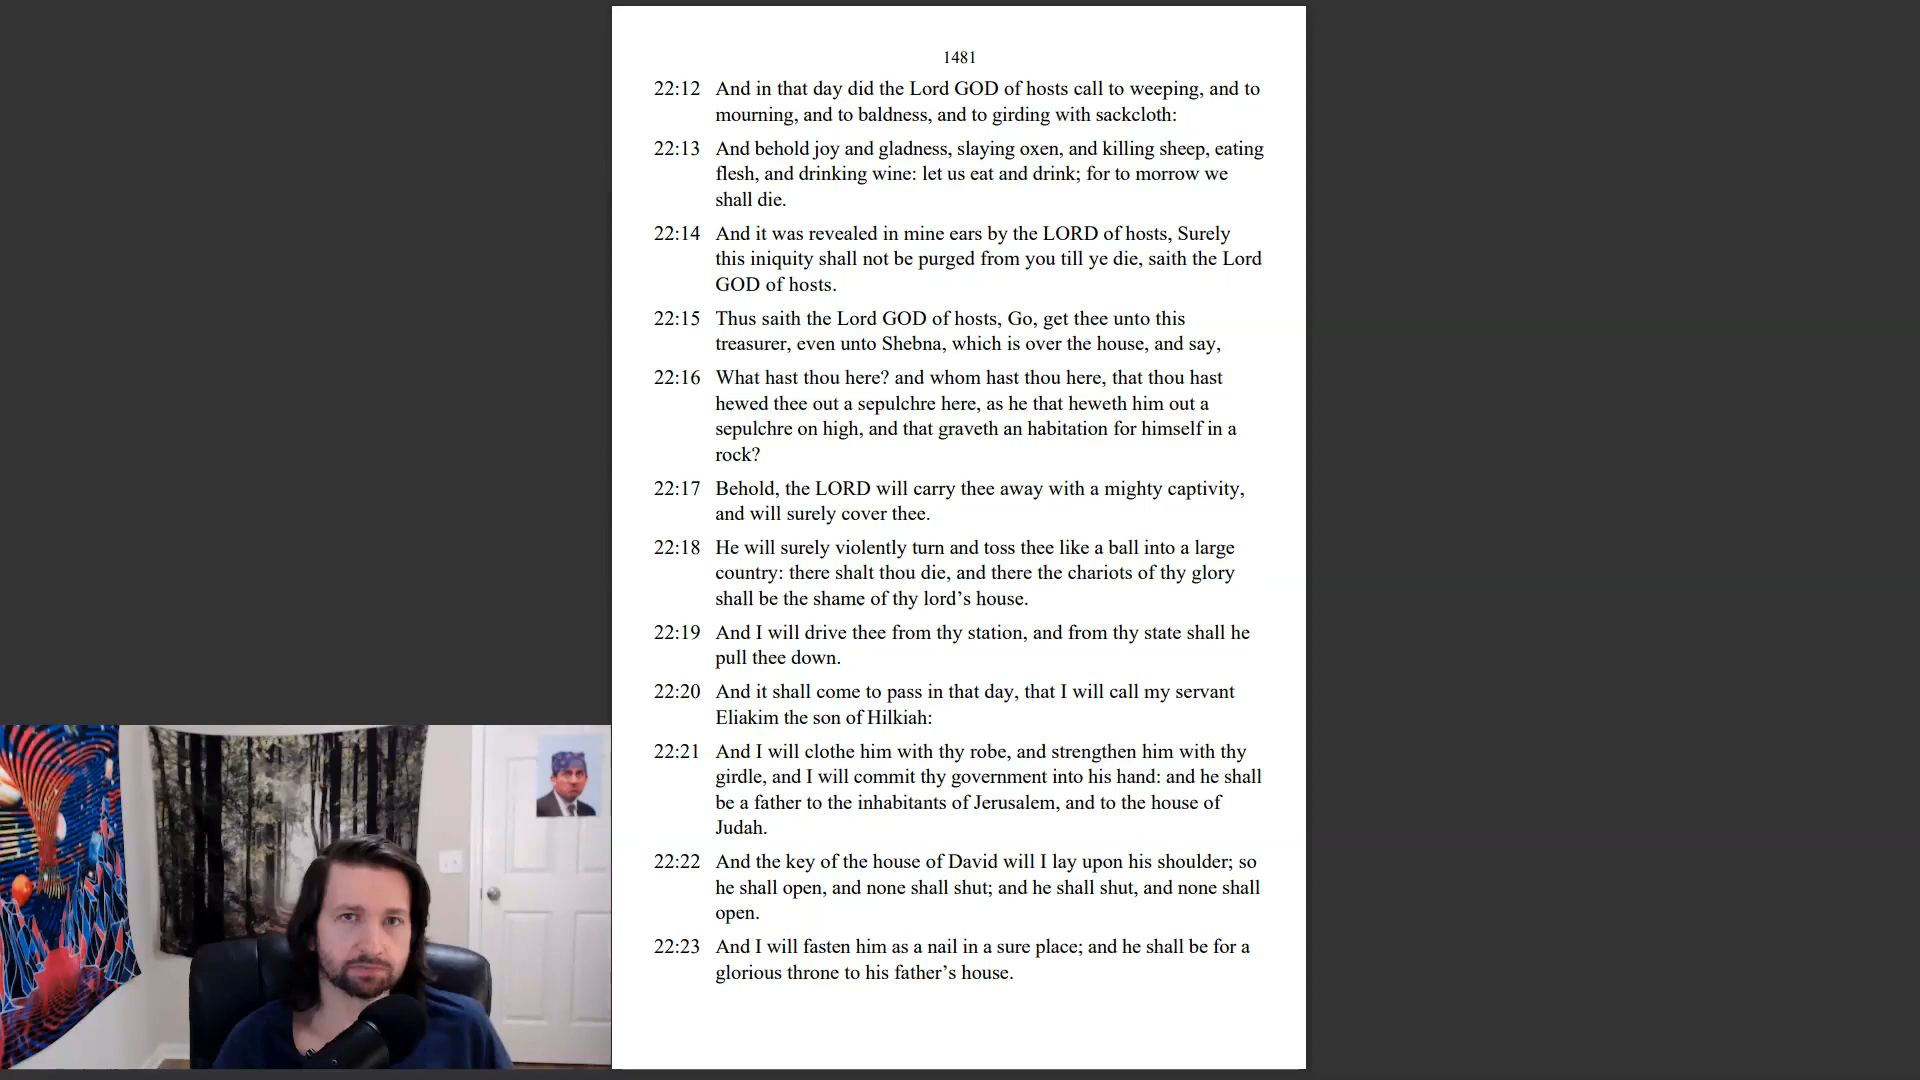 1481
22:12 And in that day did the Lord GOD of hosts call to weeping, and to
mourning, and to baldness, and to girding with sackcloth:
22:13 And behold joy and gladness, slaying oxen, and killing sheep, eating
flesh, and drinking wine: let us eat and drink; for to morrow we
shall die.
22:14 And it was revealed in mine ears by the LORD of hosts, Surely
this iniquity shall not be purged from you till ye die, saith the Lord
GOD of hosts.
22:15 Thus saith the Lord GOD of hosts, Go, get thee unto this
treasurer, even unto Shebna, which is over the house, and say,
22:16 What hast thou here? and whom hast thou here, that thou hast
hewed thee out a sepulchre here, as he that heweth him out a
sepulchre on high, and that graveth an habitation for himself in a
rock?
22:17 Behold, the LORD will carry thee away with a mighty captivity,
and will surely cover thee.
22:18 He will surely violently turn and toss thee like a ball into a large
country: there shalt thou die, and there the chariots of thy glory
shall be the shame of thy lord’s house.
22:19 And I will drive thee from thy station, and from thy state shall he
pull thee down.
22:20 And it shall come to pass in that day, that I will call my servant
Eliakim the son of Hilkiah:
22:21 And I will clothe him with thy robe, and strengthen him with thy
girdle, and I will commit thy government into his hand: and he shall
be a father to the inhabitants of Jerusalem, and to the house of
Judah.
22:22 And the key of the house of David will I lay upon his shoulder; so
he shall open, and none shall shut; and he shall shut, and none shall
open.
22:23 And I will fasten him as a nail in a sure place; and he shall be for a
glorious throne to his father’s house.